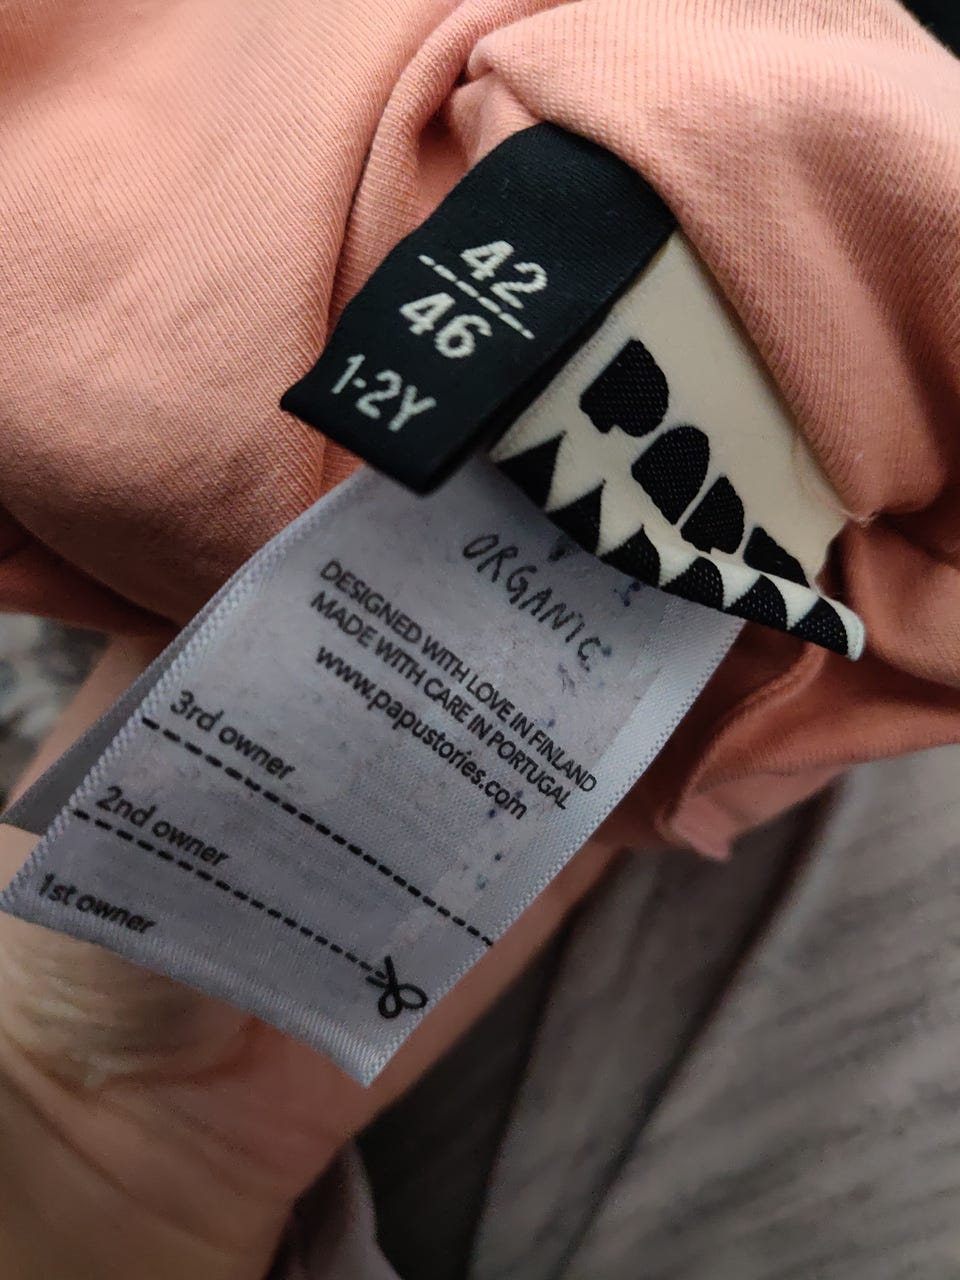 42
46
1-2Y
PAPU
ORGANIC
DESIGNED WITH LOVE IN FINLAND
MADE WITH CARE IN PORTUGAL
www.papustories.com
3rd owner
2nd owner
1st owner